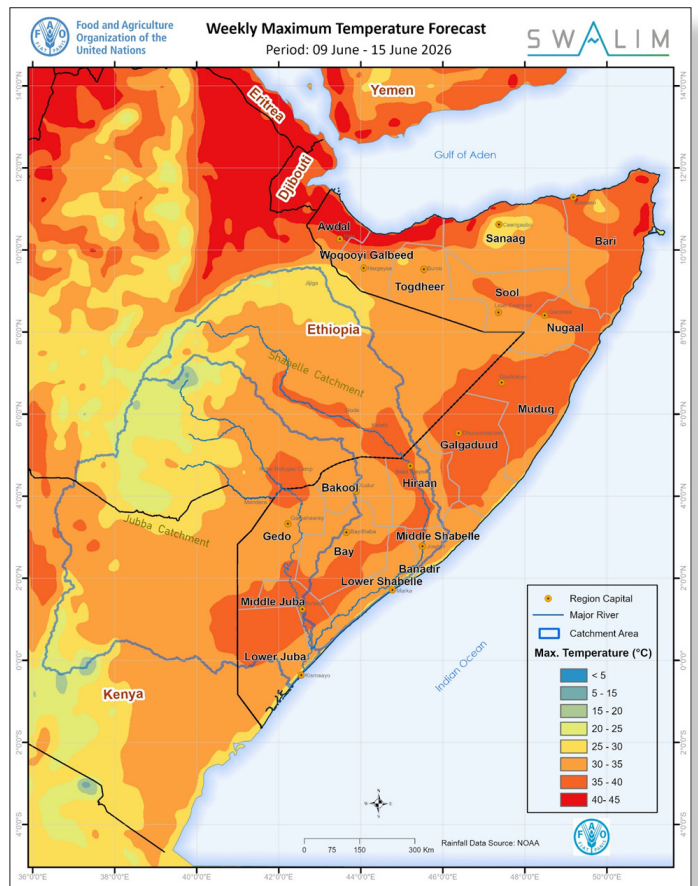 Food and Agriculture
Organization of the
United Nations
Weekly Maximum Temperature Forecast
Period: 09 June - 15 June 2026
SWALIM
36°0'0"E
38°0'0"E
40°0'0"E
42°0'0"E
44°0'0"E
46°0'0"E
48°0'0"E
50°0'0"E
14°0'0"N
12°0'0"N
10°0'0"N
8°0'0"N
6°0'0"N
4°0'0"N
2°0'0"N
0°0'0"
2°0'0"S
4°0'0"S
Eritrea
Yemen
Djibouti
Gulf of Aden
Awdal
Sanaag
Bari
Woqooyi Galbeed
Hargeysa
Togdheer
Burco
Sool
Nugaal
Jijiga
Ethiopia
Shabelle Catchment
Mudug
Galgaduud
Hiraan
Bakool
Jubba Catchment
Gedo
Bay
Middle Shabelle
Banadir
Lower Shabelle
Marka
Middle Juba
Lower Juba
Kismaayo
Kenya
Indian Ocean
Region Capital
Major River
Catchment Area
Max. Temperature (°C)
< 5
5 - 15
15 - 20
20 - 25
25 - 30
30 - 35
35 - 40
40- 45
0 75 150 300 Km
Rainfall Data Source: NOAA